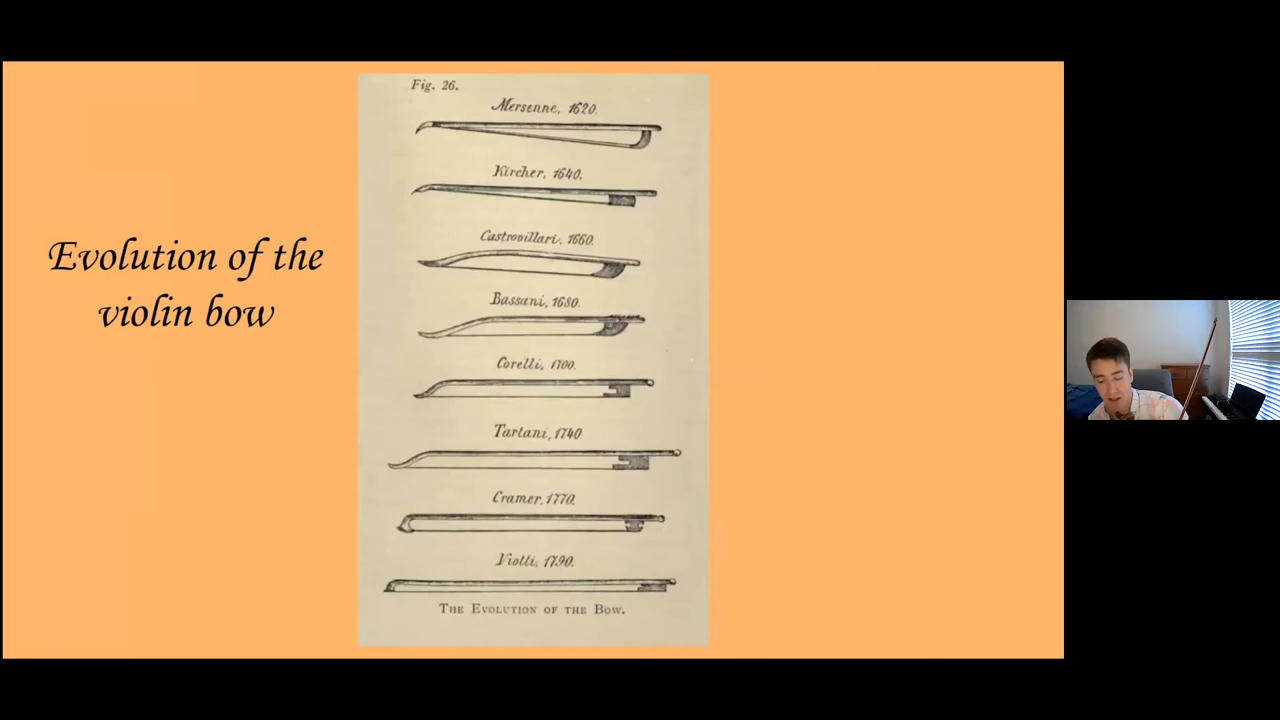 Evolution of the
violin bow
Fig. 26.
Mersenne, 1620.
Kircher, 1640.
Castrovillari, 1660.
Bassani, 1680.
Corelli, 1700.
Tartani, 1740.
Cramer, 1770.
Viotti, 1790.
THE EVOLUTION OF THE BOW.